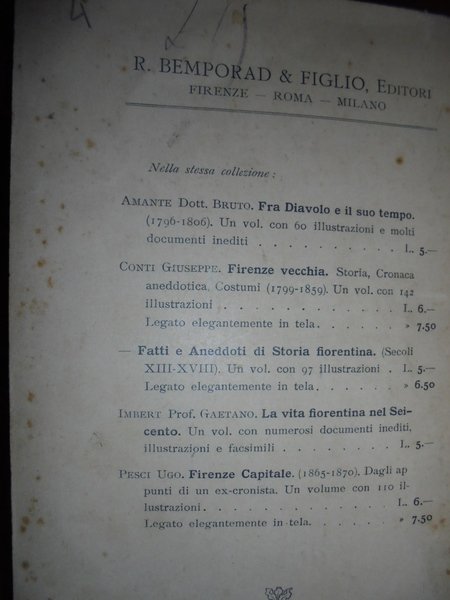 R. BEMPORAD & FIGLIO, EDITORI
FIRENZE — ROMA — MILANO
Nella stessa collezione:
AMANTE Dott. BRUTO. Fra Diavolo e il suo tempo.
(1796-1806). Un vol. con 60 illustrazioni e molti
documenti inediti . . . . . . . . . L. 5.—
CONTI GIUSEPPE. Firenze vecchia. Storia, Cronaca
aneddotica, Costumi (1799-1859). Un vol. con 142
illustrazioni . . . . . . . . . . . L. 6.—
Legato elegantemente in tela . . . . . » 7.50
— Fatti e Aneddoti di Storia fiorentina. (Secoli
XIII-XVIII). Un vol. con 97 illustrazioni . L. 5.—
Legato elegantemente in tela . . . . . » 6.50
IMBERT Prof. GAETANO. La vita fiorentina nel Sei-
cento. Un vol. con numerosi documenti inediti,
illustrazioni e facsimili . . . . . . . L. 5.—
PESCI UGO. Firenze Capitale. (1865-1870). Dagli ap
punti di un ex-cronista. Un volume con 110 il-
lustrazioni . . . . . . . . . . . . L. 6.—
Legato elegantemente in tela . . . . . » 7.50